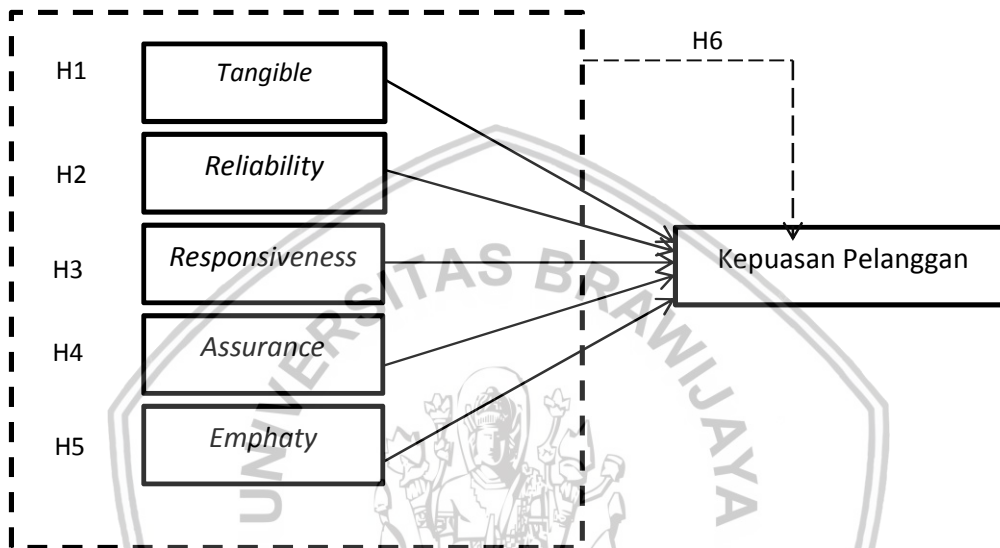 H1
Tangible
H2
Reliability
H3
Responsiveness
H4
Assurance
H5
Emphaty
H6
Kepuasan Pelanggan
UNIVERSITAS BRAWIJAYA